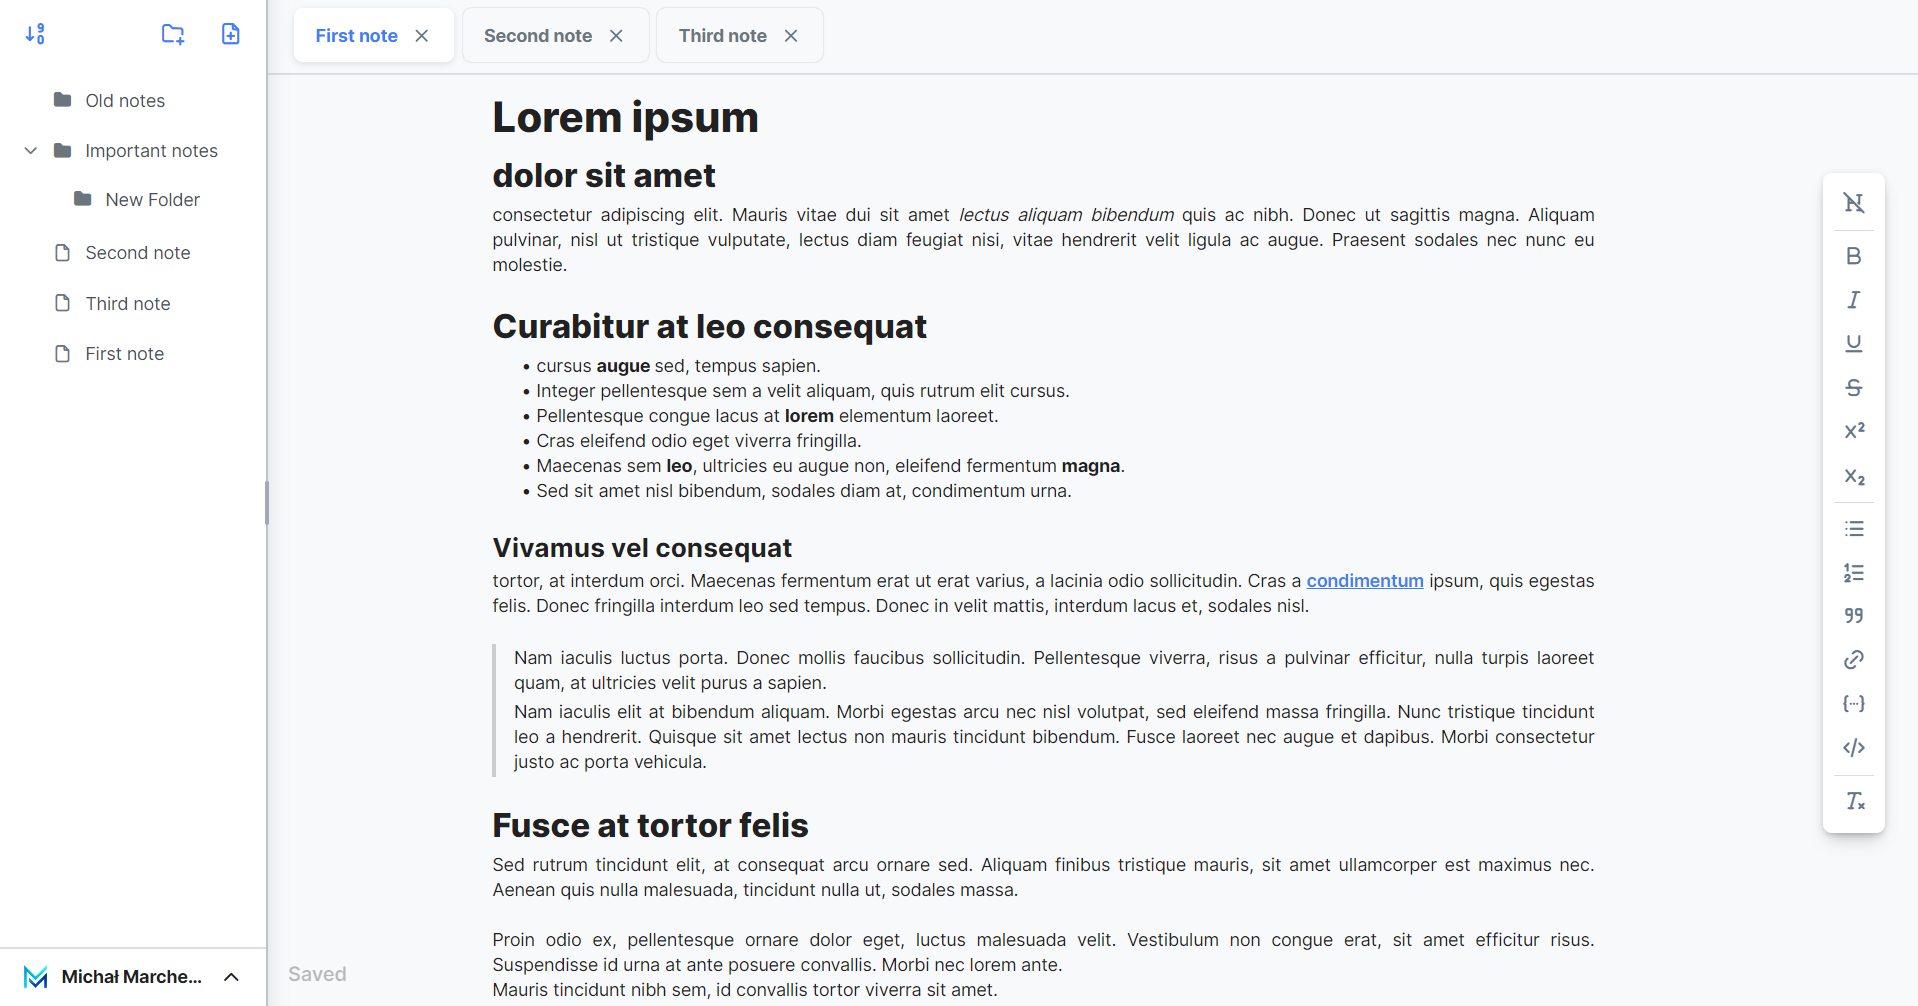 First note
Second note
Third note
Old notes
Important notes
New Folder
Second note
Third note
First note
Lorem ipsum
dolor sit amet
consectetur adipiscing elit. Mauris vitae dui sit amet lectus aliquam bibendum quis ac nibh. Donec ut sagittis magna. Aliquam
pulvinar, nisl ut tristique vulputate, lectus diam feugiat nisi, vitae hendrerit velit ligula ac augue. Praesent sodales nec nunc eu
molestie.
Curabitur at leo consequat
• cursus augue sed, tempus sapien.
• Integer pellentesque sem a velit aliquam, quis rutrum elit cursus.
• Pellentesque congue lacus at lorem elementum laoreet.
• Cras eleifend odio eget viverra fringilla.
• Maecenas sem leo, ultricies eu augue non, eleifend fermentum magna.
• Sed sit amet nisl bibendum, sodales diam at, condimentum urna.
Vivamus vel consequat
tortor, at interdum orci. Maecenas fermentum erat ut erat varius, a lacinia odio sollicitudin. Cras a condimentum ipsum, quis egestas
felis. Donec fringilla interdum leo sed tempus. Donec in velit mattis, interdum lacus et, sodales nisl.
Nam iaculis luctus porta. Donec mollis faucibus sollicitudin. Pellentesque viverra, risus a pulvinar efficitur, nulla turpis laoreet
quam, at ultricies velit purus a sapien.
Nam iaculis elit at bibendum aliquam. Morbi egestas arcu nec nisl volutpat, sed eleifend massa fringilla. Nunc tristique tincidunt
leo a hendrerit. Quisque sit amet lectus non mauris tincidunt bibendum. Fusce laoreet nec augue et dapibus. Morbi consectetur
justo ac porta vehicula.
Fusce at tortor felis
Sed rutrum tincidunt elit, at consequat arcu ornare sed. Aliquam finibus tristique mauris, sit amet ullamcorper est maximus nec.
Aenean quis nulla malesuada, tincidunt nulla ut, sodales massa.
Proin odio ex, pellentesque ornare dolor eget, luctus malesuada velit. Vestibulum non congue erat, sit amet efficitur risus.
Suspendisse id urna at ante posuere convallis. Morbi nec lorem ante.
Mauris tincidunt nibh sem, id convallis tortor viverra sit amet.
Michał Marche...
Saved